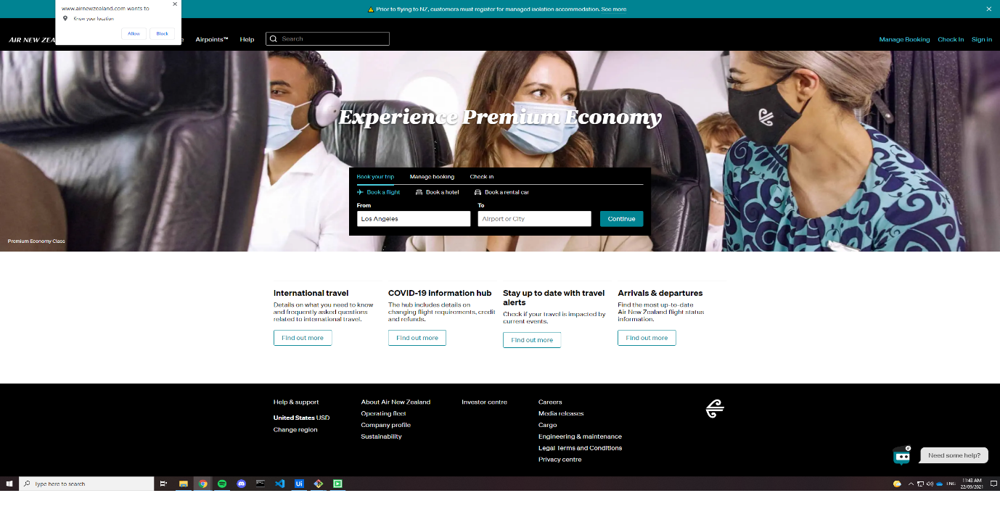 www.airnewzealand.com wants to
Know your location
Allow
Block
Prior to flying to NZ, customers must register for managed isolation accommodation. See more
AIR NEW
Airpoints™
Help
Search
Manage Booking
Check In
Sign in
Experience Premium Economy
Book your trip
Manage booking
Check-in
Book a flight
Book a hotel
Book a rental car
From
To
Los Angeles
Airport or City
Continue
Premium Economy Class
International travel
Details on what you need to know
and frequently asked questions
related to international travel.
Find out more
COVID-19 information hub
The hub includes details on
changing flight requirements, credit
and refunds.
Find out more
Stay up to date with travel
alerts
Check if your travel is impacted by
current events.
Find out more
Arrivals & departures
Find the most up-to-date
Air New Zealand flight status
information.
Find out more
Help & support
United States USD
Change region
About Air New Zealand
Operating fleet
Company profile
Sustainability
Investor centre
Careers
Media releases
Cargo
Engineering & maintenance
Legal Terms and Conditions
Privacy centre
Need some help?
Type here to search
Ui
ENG
11:43 AM
22/09/2021